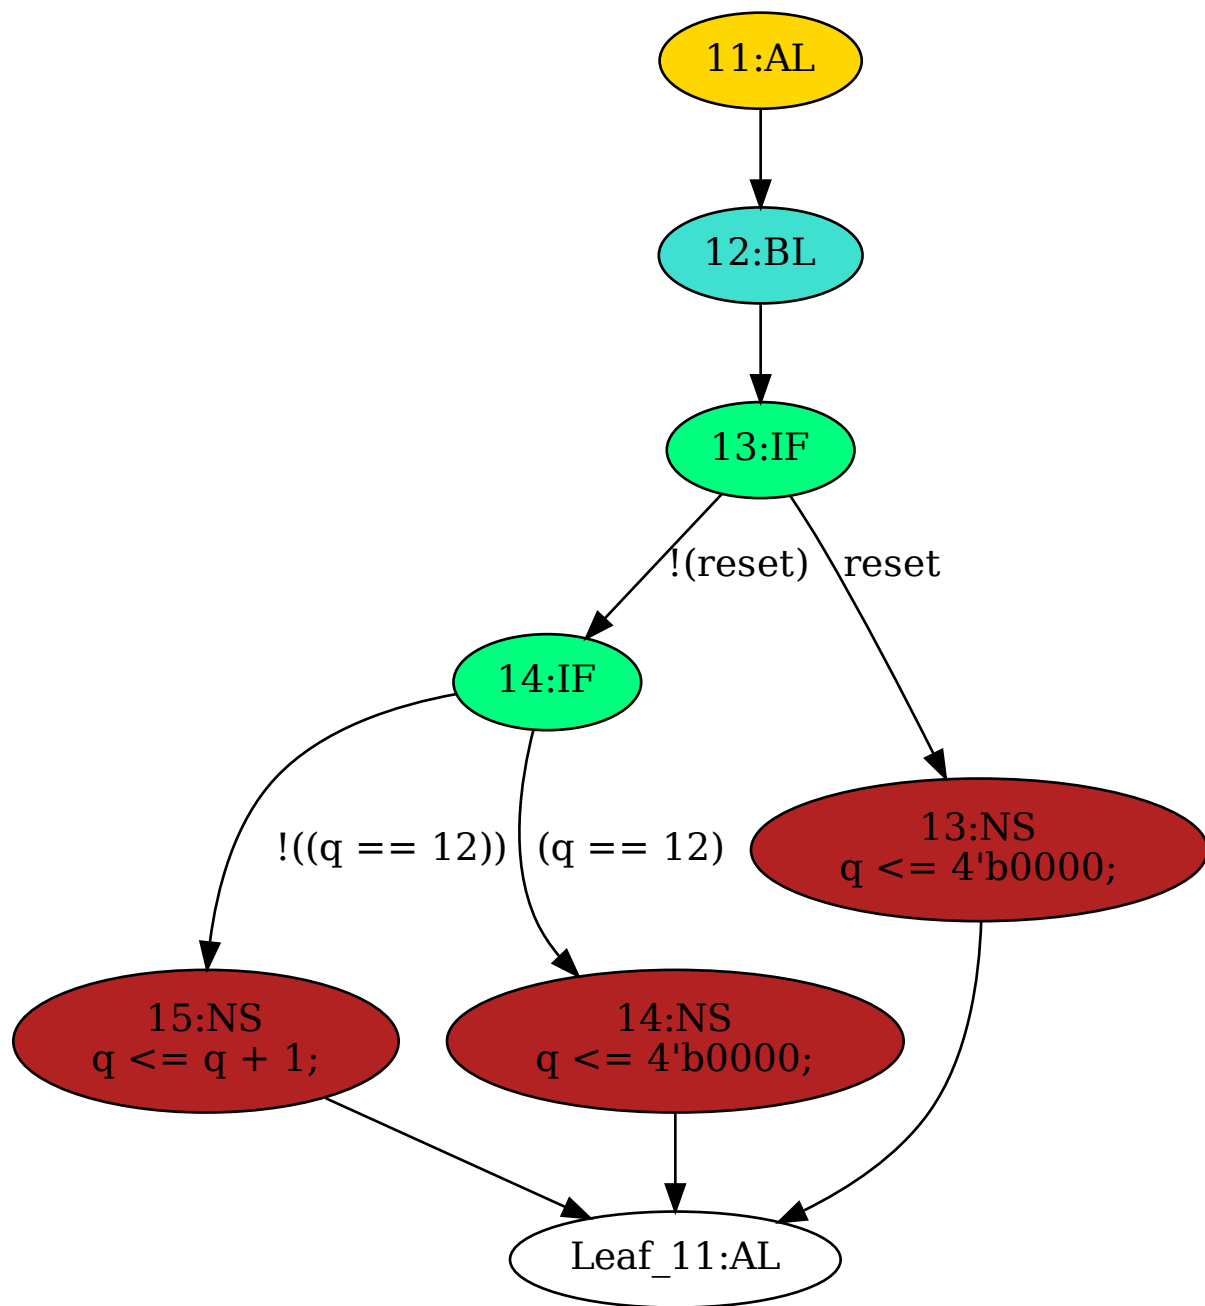 11:AL
12:BL
13:IF
!(reset)
reset
14:IF
!((q == 12))
(q == 12)
13:NS
q <= 4'b0000;
15:NS
q <= q + 1;
14:NS
q <= 4'b0000;
Leaf_11:AL